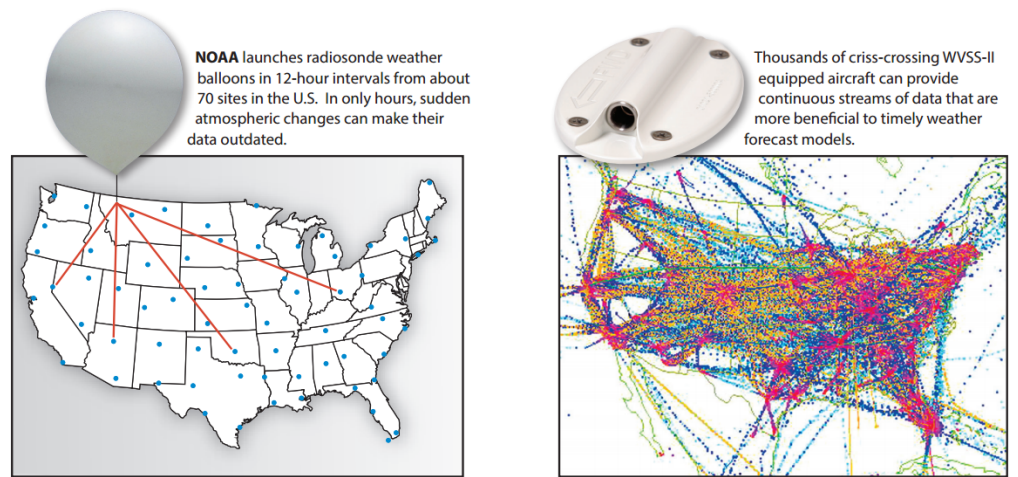 NOAA launches radiosonde weather
balloons in 12-hour intervals from about
70 sites in the U.S. In only hours, sudden
atmospheric changes can make their
data outdated.
Thousands of criss-crossing WVSS-II
equipped aircraft can provide
continuous streams of data that are
more beneficial to timely weather
forecast models.